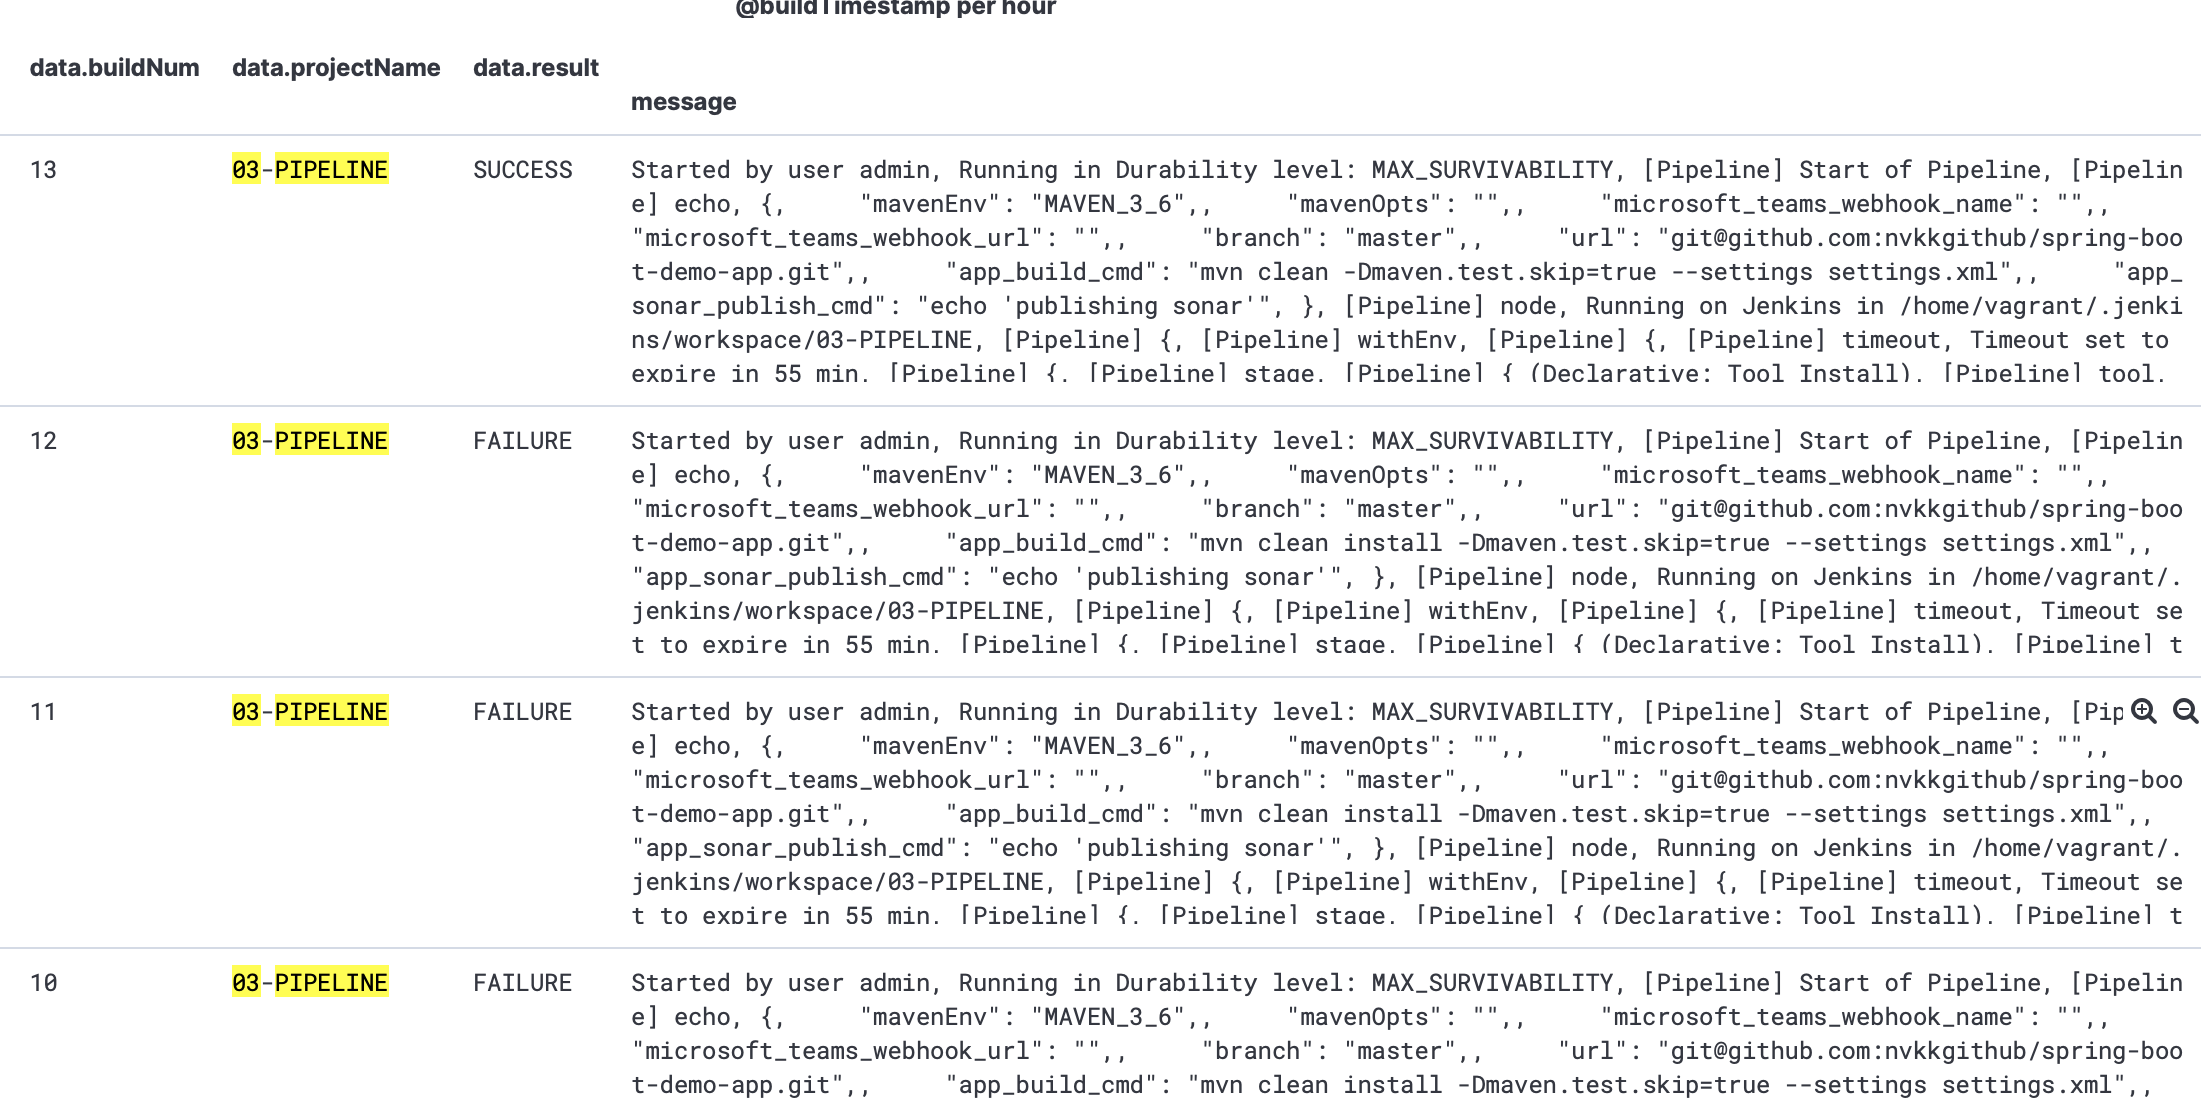 @buildTimestamp per hour
data.buildNum data.projectName data.result
message
13 03-PIPELINE SUCCESS Started by user admin, Running in Durability level: MAX_SURVIVABILITY, [Pipeline] Start of Pipeline, [Pipelin
e] echo, {, "mavenEnv": "MAVEN_3_6",, "mavenOpts": "",, "microsoft_teams_webhook_name": "",,
"microsoft_teams_webhook_url": "",, "branch": "master",, "url": "git@github.com:nvkkgithub/spring-boo
t-demo-app.git",, "app_build_cmd": "mvn clean -Dmaven.test.skip=true --settings settings.xml",, "app_
sonar_publish_cmd": "echo 'publishing sonar'", }, [Pipeline] node, Running on Jenkins in /home/vagrant/.jenki
ns/workspace/03-PIPELINE, [Pipeline] {, [Pipeline] withEnv, [Pipeline] {, [Pipeline] timeout, Timeout set to
expire in 55 min, [Pipeline] {, [Pipeline] stage, [Pipeline] { (Declarative: Tool Install), [Pipeline] tool,
12 03-PIPELINE FAILURE Started by user admin, Running in Durability level: MAX_SURVIVABILITY, [Pipeline] Start of Pipeline, [Pipelin
e] echo, {, "mavenEnv": "MAVEN_3_6",, "mavenOpts": "",, "microsoft_teams_webhook_name": "",,
"microsoft_teams_webhook_url": "",, "branch": "master",, "url": "git@github.com:nvkkgithub/spring-boo
t-demo-app.git",, "app_build_cmd": "mvn clean install -Dmaven.test.skip=true --settings settings.xml",,
"app_sonar_publish_cmd": "echo 'publishing sonar'", }, [Pipeline] node, Running on Jenkins in /home/vagrant/.
jenkins/workspace/03-PIPELINE, [Pipeline] {, [Pipeline] withEnv, [Pipeline] {, [Pipeline] timeout, Timeout se
t to expire in 55 min, [Pipeline] {, [Pipeline] stage, [Pipeline] { (Declarative: Tool Install), [Pipeline] t
11 03-PIPELINE FAILURE Started by user admin, Running in Durability level: MAX_SURVIVABILITY, [Pipeline] Start of Pipeline, [Pip
e] echo, {, "mavenEnv": "MAVEN_3_6",, "mavenOpts": "",, "microsoft_teams_webhook_name": "",,
"microsoft_teams_webhook_url": "",, "branch": "master",, "url": "git@github.com:nvkkgithub/spring-boo
t-demo-app.git",, "app_build_cmd": "mvn clean install -Dmaven.test.skip=true --settings settings.xml",,
"app_sonar_publish_cmd": "echo 'publishing sonar'", }, [Pipeline] node, Running on Jenkins in /home/vagrant/.
jenkins/workspace/03-PIPELINE, [Pipeline] {, [Pipeline] withEnv, [Pipeline] {, [Pipeline] timeout, Timeout se
t to expire in 55 min, [Pipeline] {, [Pipeline] stage, [Pipeline] { (Declarative: Tool Install), [Pipeline] t
10 03-PIPELINE FAILURE Started by user admin, Running in Durability level: MAX_SURVIVABILITY, [Pipeline] Start of Pipeline, [Pipelin
e] echo, {, "mavenEnv": "MAVEN_3_6",, "mavenOpts": "",, "microsoft_teams_webhook_name": "",,
"microsoft_teams_webhook_url": "",, "branch": "master",, "url": "git@github.com:nvkkgithub/spring-boo
t-demo-app.git",, "app_build_cmd": "mvn clean install -Dmaven.test.skip=true --settings settings.xml",,